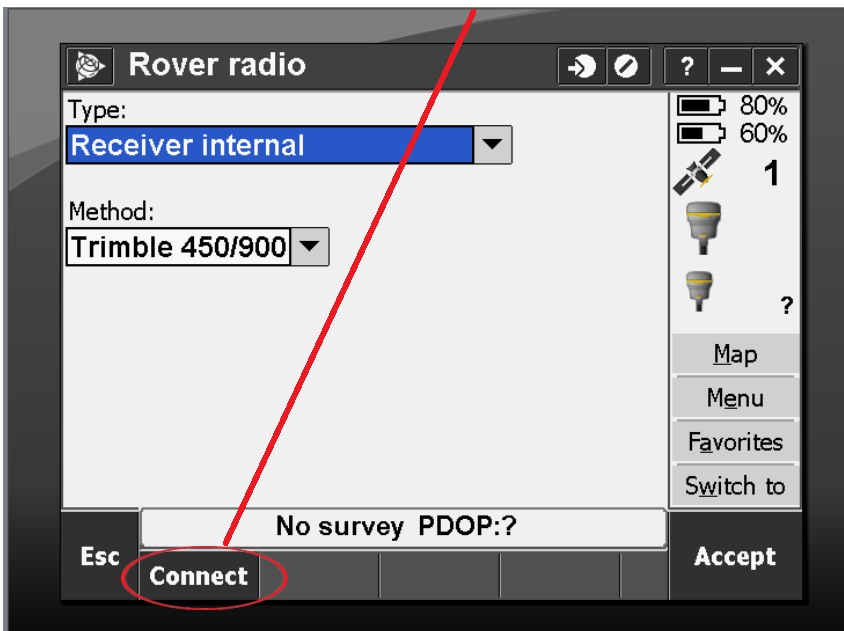 Rover radio
?
Type:
80%
Receiver internal
60%
1
Method:
Trimble 450/900
?
Map
Menu
Favorites
Switch to
No survey PDOP:?
Esc
Connect
Accept